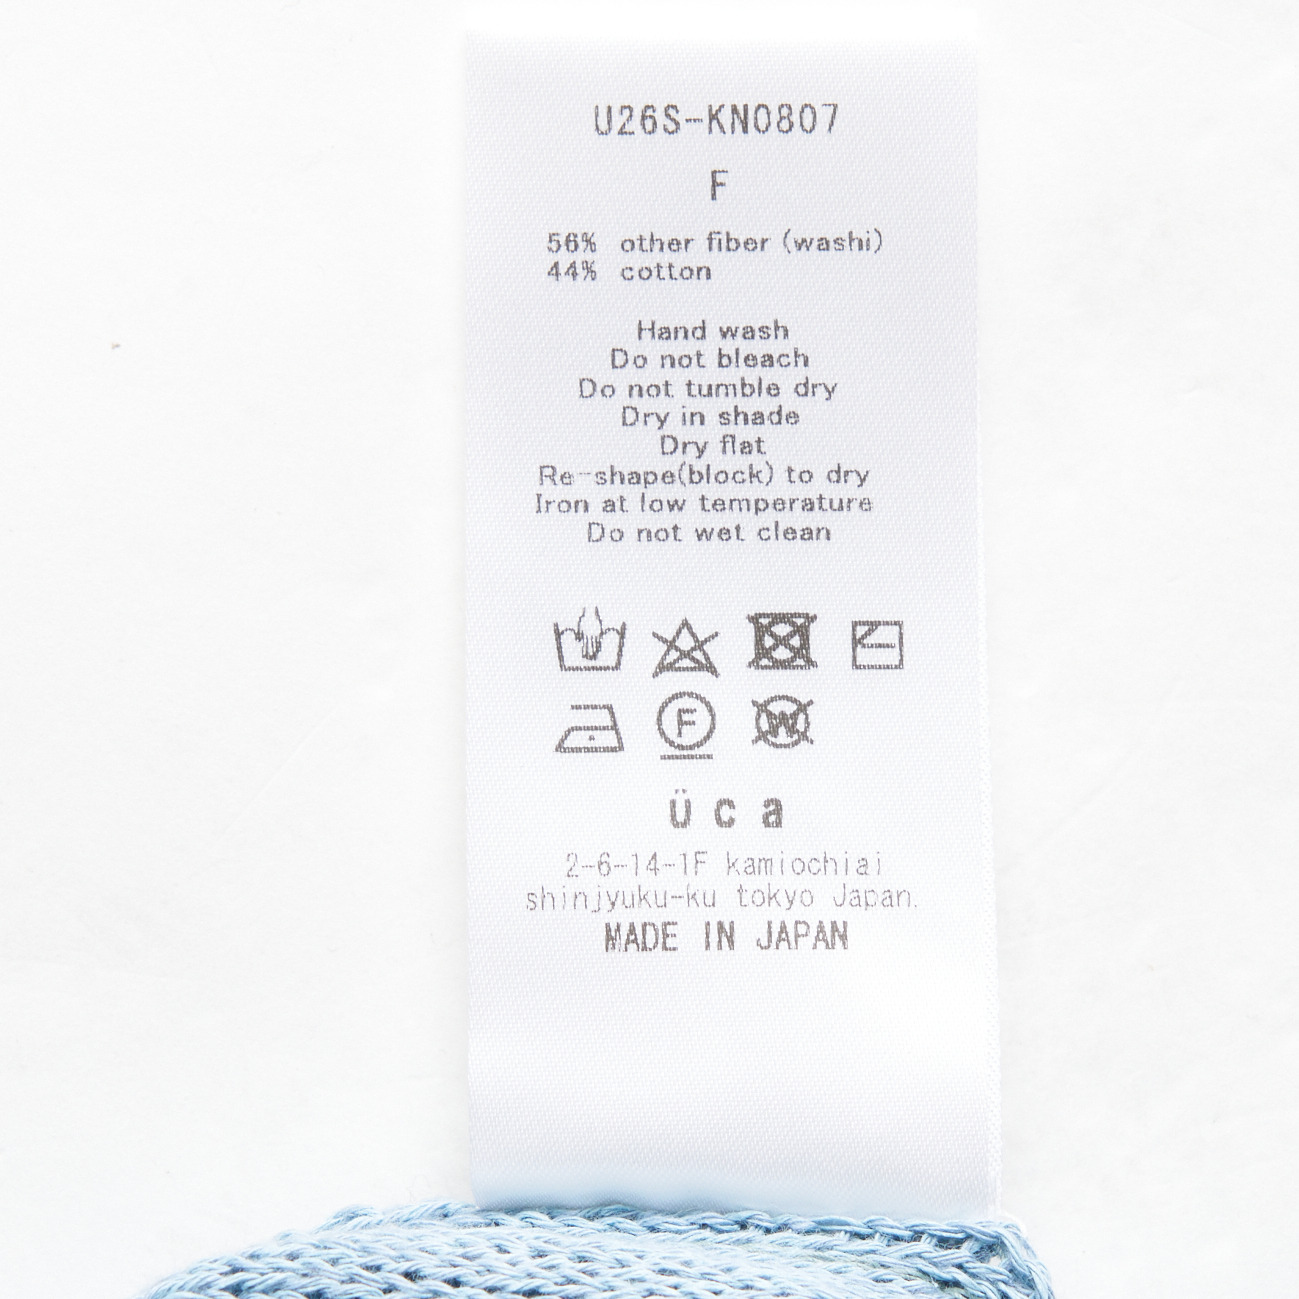 U26S-KN0807
F
56% other fiber (washi)
44% cotton
Hand wash
Do not bleach
Do not tumble dry
Dry in shade
Dry flat
Re-shape(block) to dry
Iron at low temperature
Do not wet clean
F
W
üca
2-6-14-1F kamiochiai
shinjyuku-ku tokyo Japan.
MADE IN JAPAN